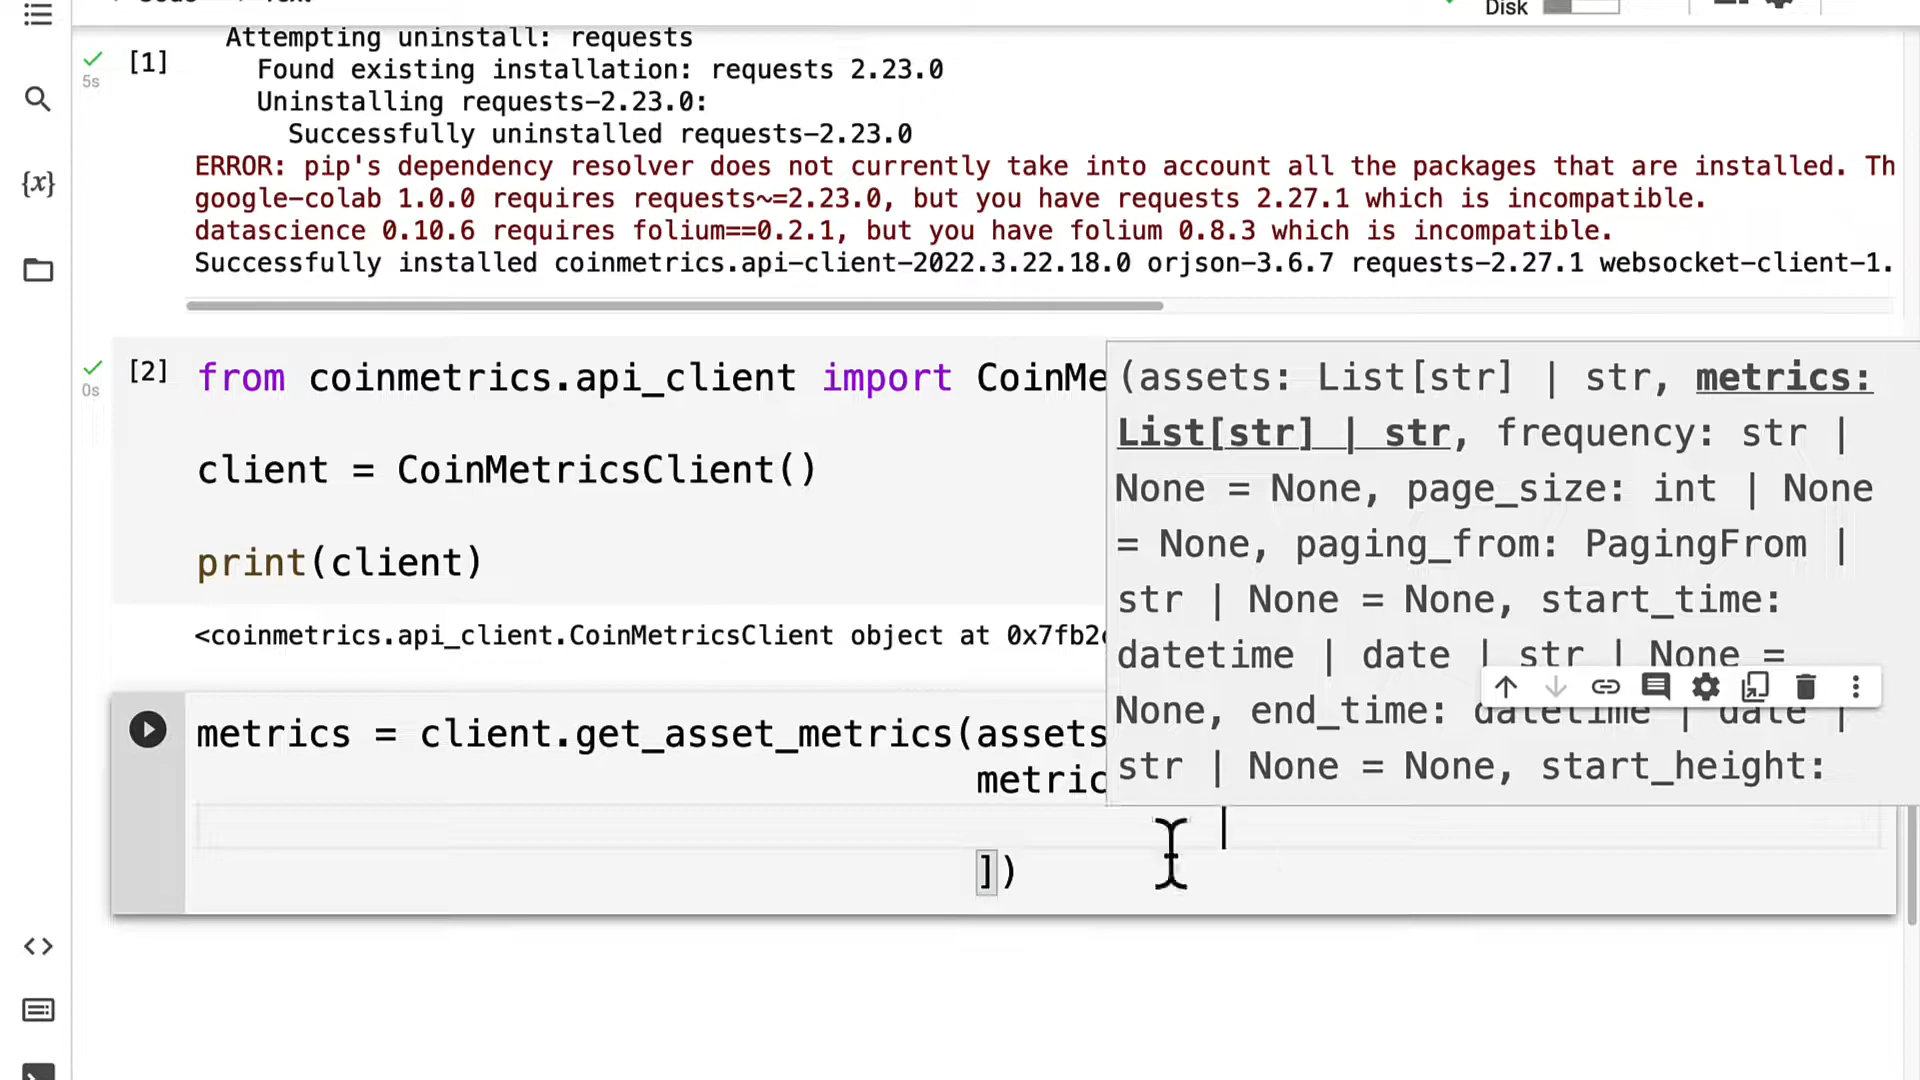 Disk
Attempting uninstall: requests
[1]
5s
Found existing installation: requests 2.23.0
Uninstalling requests-2.23.0:
Successfully uninstalled requests-2.23.0
ERROR: pip's dependency resolver does not currently take into account all the packages that are installed. Th
google-colab 1.0.0 requires requests~=2.23.0, but you have requests 2.27.1 which is incompatible.
datascience 0.10.6 requires folium==0.2.1, but you have folium 0.8.3 which is incompatible.
Successfully installed coinmetrics.api-client-2022.3.22.18.0 orjson-3.6.7 requests-2.27.1 websocket-client-1.
{x}
[2]
0s
from coinmetrics.api_client import CoinMe
client = CoinMetricsClient()
print(client)
<coinmetrics.api_client.CoinMetricsClient object at 0x7fb2
metrics = client.get_asset_metrics(assets
metric
])
(assets: List[str] | str, metrics:
List[str] | str, frequency: str |
None = None, page_size: int | None
= None, paging_from: PagingFrom |
str | None = None, start_time:
datetime | date | str | None =
None, end_time: datetime | date |
str | None = None, start_height: